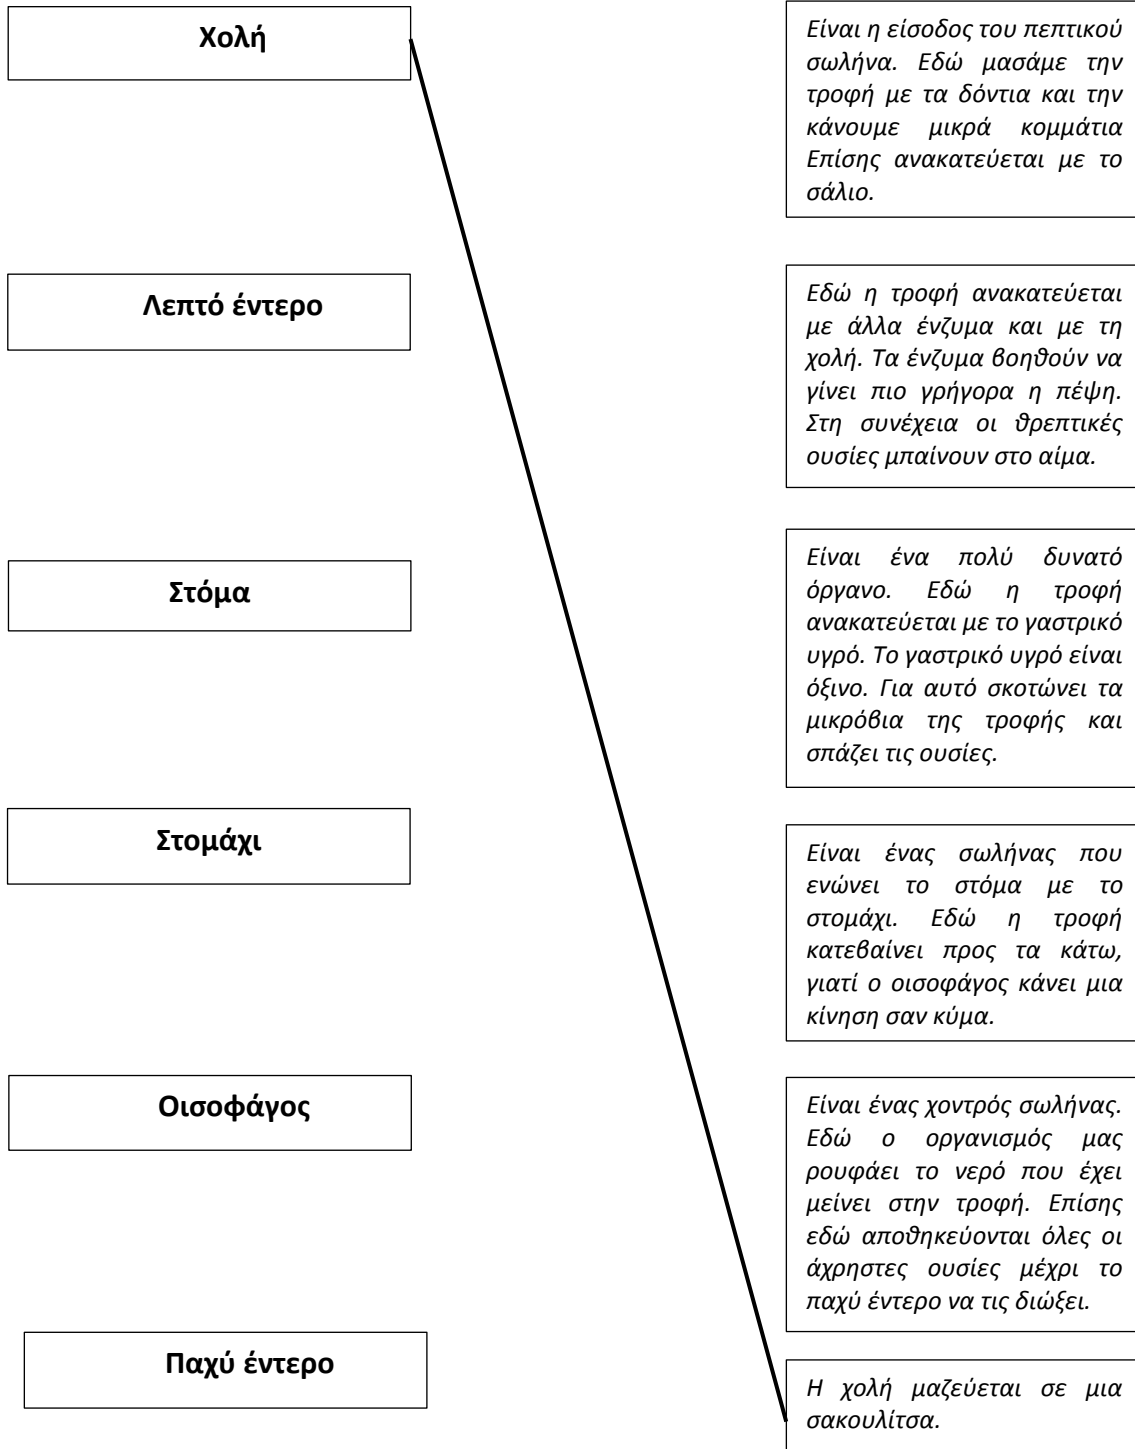 Χολή
Είναι η είσοδος του πεπτικού
σωλήνα. Εδώ μασάμε την
τροφή με τα δόντια και την
κάνουμε μικρά κομμάτια
Επίσης ανακατεύεται με το
σάλιο.
Λεπτό έντερο
Εδώ η τροφή ανακατεύεται
με άλλα ένζυμα και με τη
χολή. Τα ένζυμα βοηθούν να
γίνει πιο γρήγορα η πέψη.
Στη συνέχεια οι θρεπτικές
ουσίες μπαίνουν στο αίμα.
Στόμα
Είναι ένα πολύ δυνατό
όργανο. Εδώ η τροφή
ανακατεύεται με το γαστρικό
υγρό. Το γαστρικό υγρό είναι
όξινο. Για αυτό σκοτώνει τα
μικρόβια της τροφής και
σπάζει τις ουσίες.
Στομάχι
Είναι ένας σωλήνας που
ενώνει το στόμα με το
στομάχι. Εδώ η τροφή
κατεβαίνει προς τα κάτω,
γιατί ο οισοφάγος κάνει μια
κίνηση σαν κύμα.
Οισοφάγος
Είναι ένας χοντρός σωλήνας.
Εδώ ο οργανισμός μας
ρουφάει το νερό που έχει
μείνει στην τροφή. Επίσης
εδώ αποθηκεύονται όλες οι
άχρηστες ουσίες μέχρι το
παχύ έντερο να τις διώξει.
Παχύ έντερο
Η χολή μαζεύεται σε μια
σακουλίτσα.